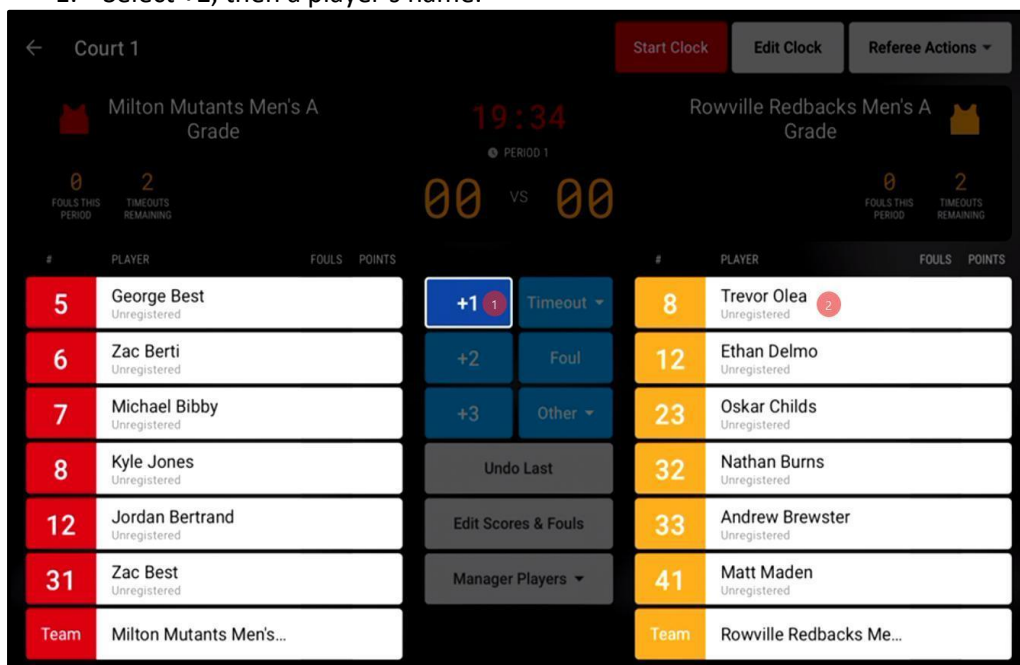 Select then a player's name.
← Court 1
Start Clock
Edit Clock
Referee Actions
Milton Mutants Men's A
Grade
19:34
PERIOD 1
Rowville Redbacks Men's A
Grade
0
FOULS THIS
PERIOD
2
TIMEOUTS
REMAINING
00 VS 00
0
FOULS THIS
PERIOD
2
TIMEOUTS
REMAINING
# PLAYER FOULS POINTS
5 George Best
Unregistered
6 Zac Berti
Unregistered
7 Michael Bibby
Unregistered
8 Kyle Jones
Unregistered
12 Jordan Bertrand
Unregistered
31 Zac Best
Unregistered
Team Milton Mutants Men's...
+1 1
Timeout
+2
Foul
+3
Other
Undo Last
Edit Scores & Fouls
Manager Players
# PLAYER FOULS POINTS
8 Trevor Olea 2
Unregistered
12 Ethan Delmo
Unregistered
23 Oskar Childs
Unregistered
32 Nathan Burns
Unregistered
33 Andrew Brewster
Unregistered
41 Matt Maden
Unregistered
Team Rowville Redbacks Me...